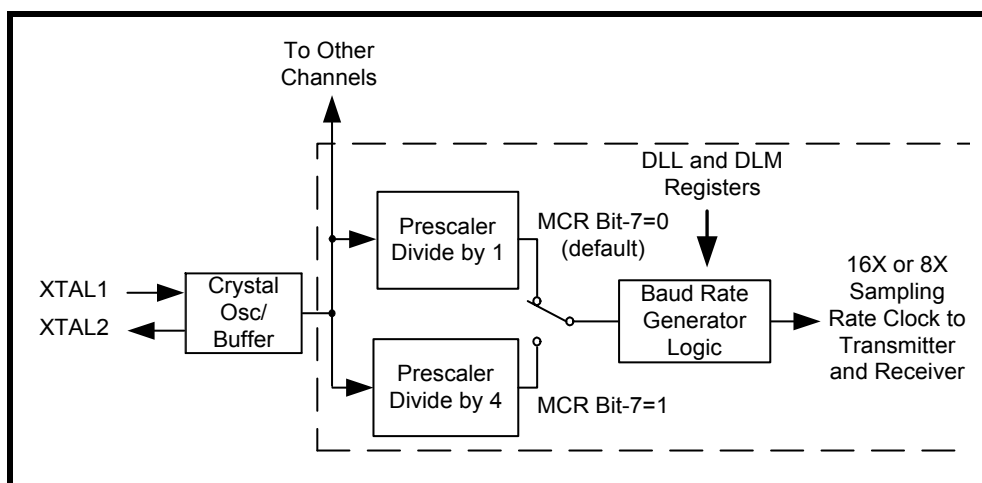 To Other
Channels
DLL and DLM
Registers
Prescaler
Divide by 1
MCR Bit-7=0
(default)
XTAL1
XTAL2
Crystal
Osc/
Buffer
Baud Rate
Generator
Logic
16X or 8X
Sampling
Rate Clock to
Transmitter
and Receiver
Prescaler
Divide by 4
MCR Bit-7=1